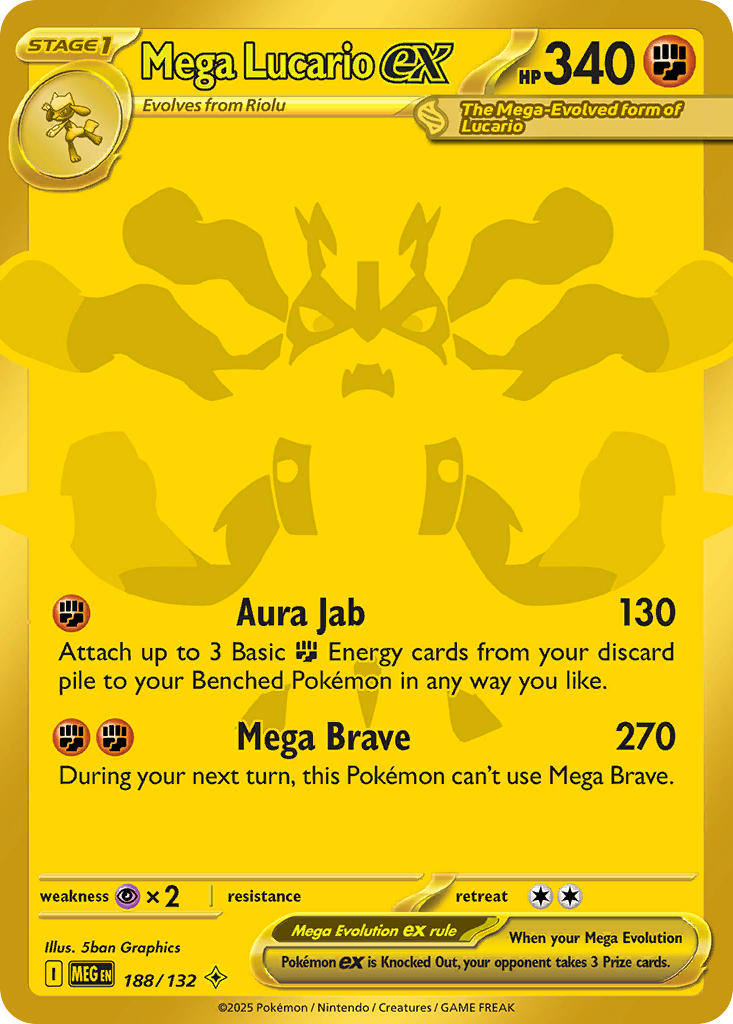 STAGE 1
Mega Lucario ex
HP 340
Evolves from Riolu
The Mega-Evolved form of
Lucario
Aura Jab 130
Attach up to 3 Basic Energy cards from your discard
pile to your Benched Pokémon in any way you like.
Mega Brave 270
During your next turn, this Pokémon can't use Mega Brave.
weakness ×2 resistance retreat
Illus. 5ban Graphics
Mega Evolution ex rule
When your Mega Evolution
Pokémon ex is Knocked Out, your opponent takes 3 Prize cards.
I MEG EN 188/132
©2025 Pokémon / Nintendo / Creatures / GAME FREAK